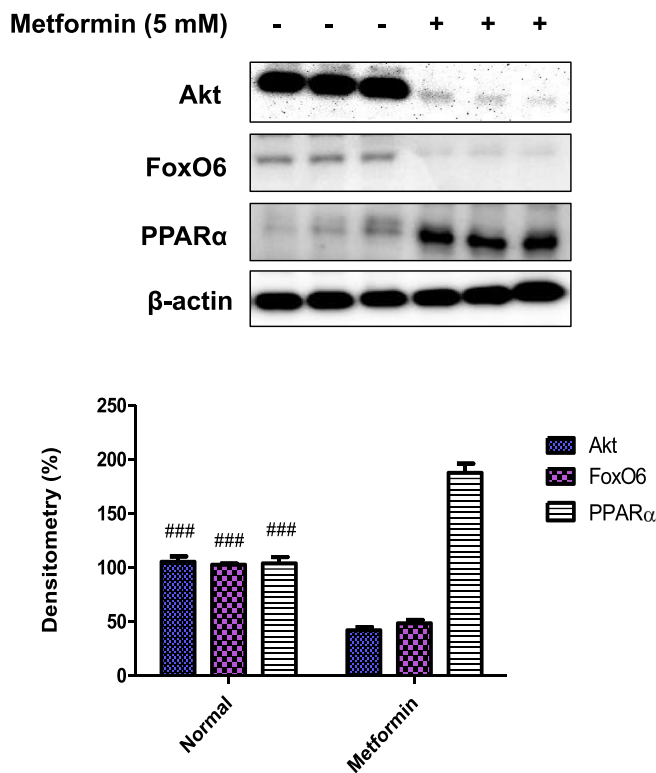 Metformin (5 mM) - - - + + +
Akt
FoxO6
PPARα
β-actin
250
200
150
100
50
0
Densitometry (%)
### ### ###
Akt
FoxO6
PPARα
Normal
Metformin